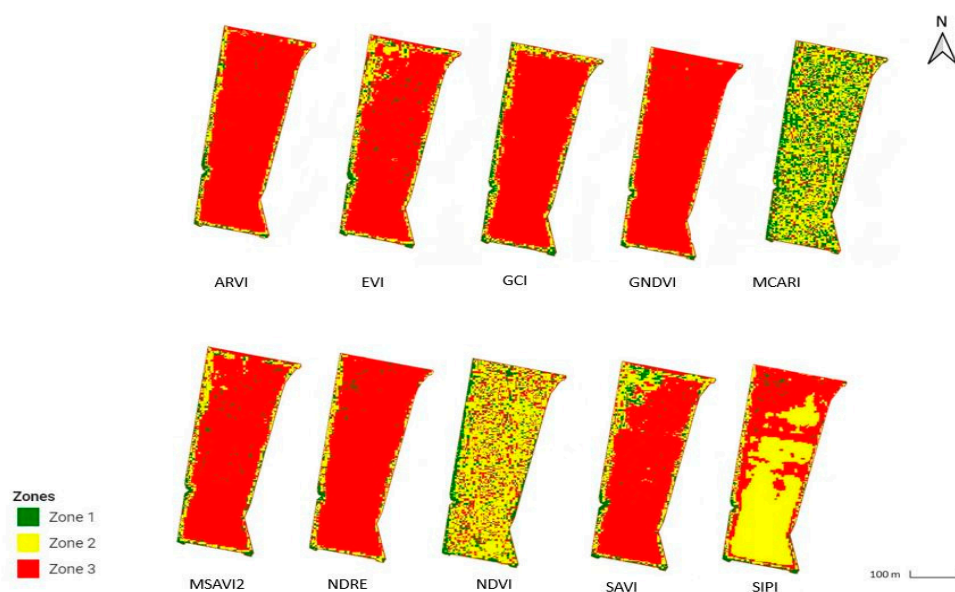 N
ARVI
EVI
GCI
GNDVI
MCARI
Zones
Zone 1
Zone 2
Zone 3
MSAVI2
NDRE
NDVI
SAVI
SIPI
100 m